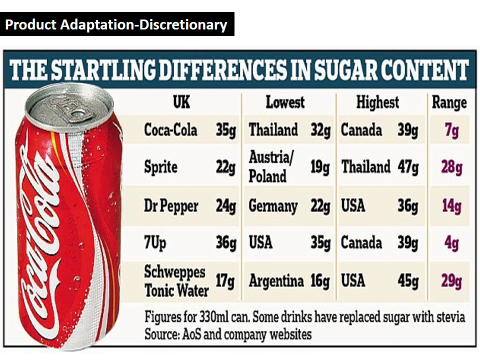 Product Adaptation-Discretionary
THE STARTLING DIFFERENCES IN SUGAR CONTENT
UK Lowest Highest Range
Coca-Cola 35g Thailand 32g Canada 39g 7g
Sprite 22g Austria/
Poland 19g Thailand 47g 28g
Dr Pepper 24g Germany 22g USA 36g 14g
7Up 36g USA 35g Canada 39g 4g
Schweppes
Tonic Water 17g Argentina 16g USA 45g 29g
Figures for 330ml can. Some drinks have replaced sugar with stevia
Source: AoS and company websites
Coca-Cola